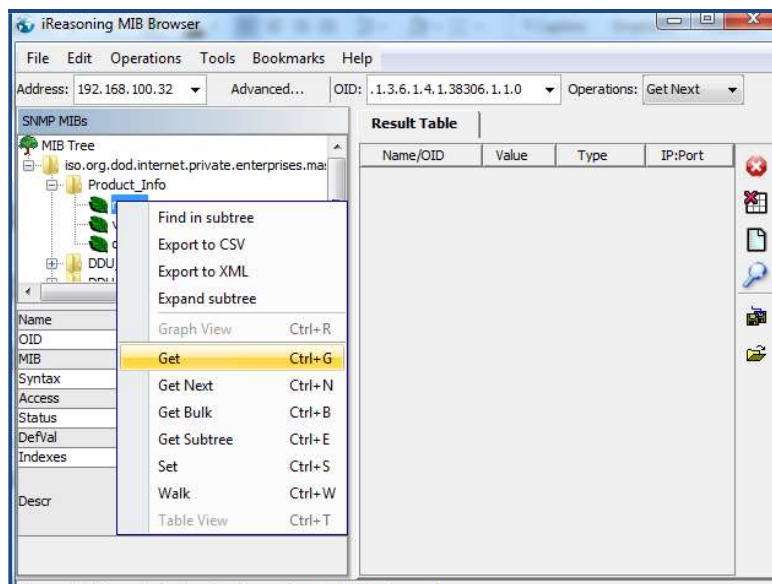 iReasoning MIB Browser
File Edit Operations Tools Bookmarks Help
Address: 192.168.100.32 Advanced... OID: .1.3.6.1.4.1.38306.1.1.0 Operations: Get Next
SNMP MIBs
Result Table
MIB Tree
iso.org.dod.internet.private.enterprises.mas
Product_Info
DDU
DDU
Name/OID Value Type IP:Port
Find in subtree
Export to CSV
Export to XML
Expand subtree
Graph View Ctrl+R
Get Ctrl+G
Get Next Ctrl+N
Get Bulk Ctrl+B
Get Subtree Ctrl+E
Set Ctrl+S
Walk Ctrl+W
Table View Ctrl+T
Name
OID
MIB
Syntax
Access
Status
DefVal
Indexes
Descr